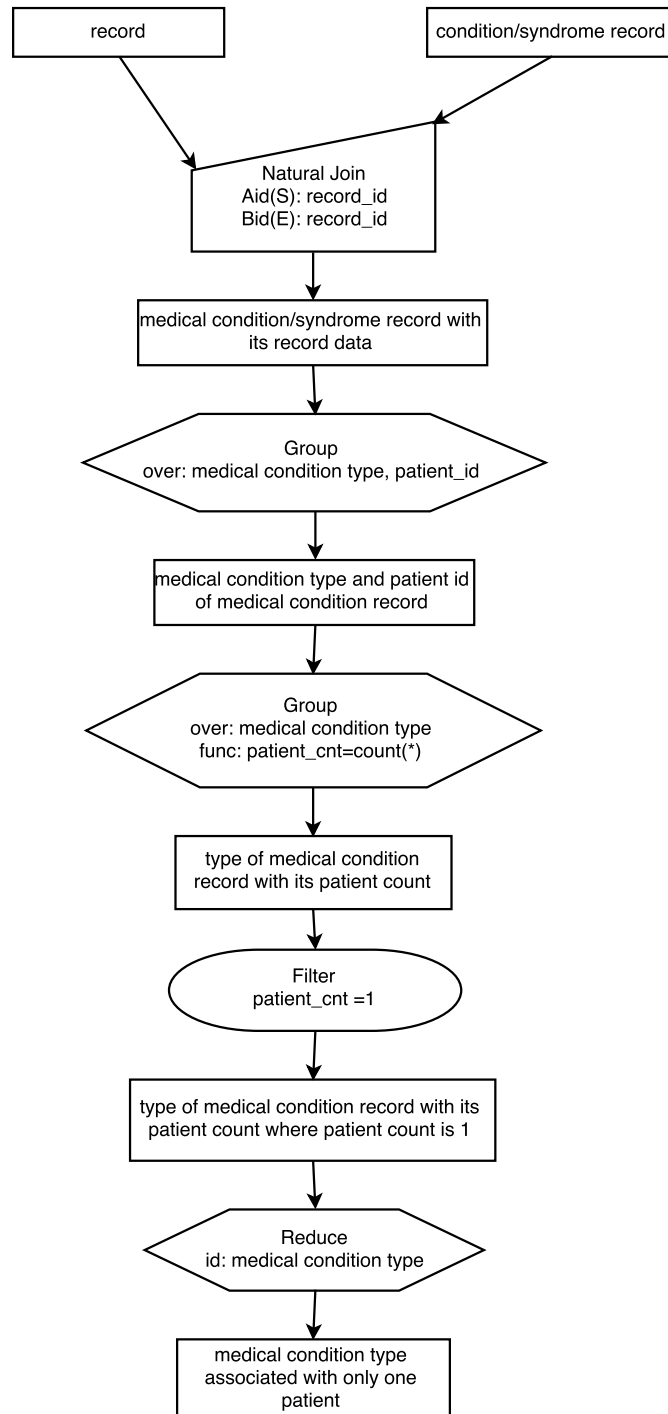 record
condition/syndrome record
Natural Join
Aid(S): record_id
Bid(E): record_id
medical condition/syndrome record with
its record data
Group
over: medical condition type, patient_id
medical condition type and patient id
of medical condition record
Group
over: medical condition type
func: patient_cnt=count(*)
type of medical condition
record with its patient count
Filter
patient_cnt =1
type of medical condition record with its
patient count where patient count is 1
Reduce
id: medical condition type
medical condition type
associated with only one
patient